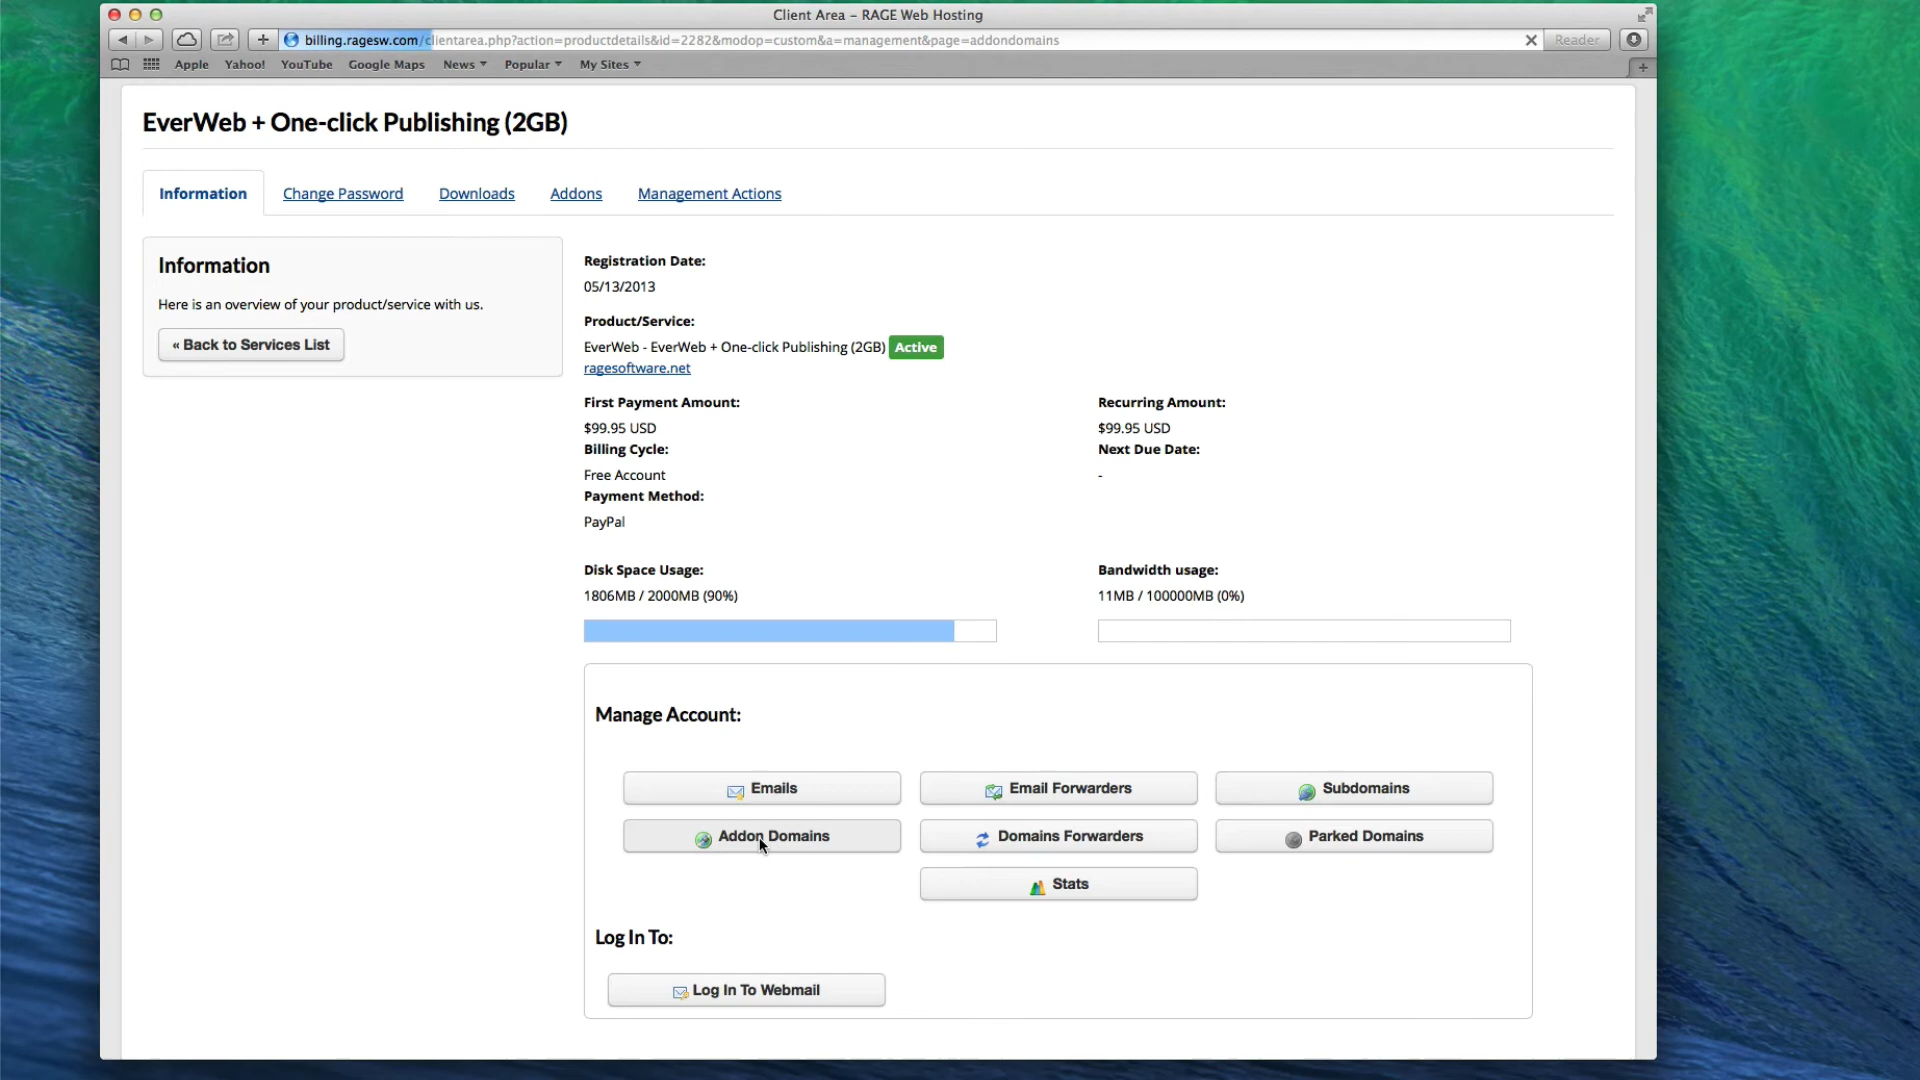 Client Area – RAGE Web Hosting
billing.ragesw.com/clientarea.php?action=productdetails&id=2282&modop=custom&a=management&page=addondomains
Reader
Apple Yahoo! YouTube Google Maps News Popular My Sites
EverWeb + One-click Publishing (2GB)
Information Change Password Downloads Addons Management Actions
Information
Here is an overview of your product/service with us.
« Back to Services List
Registration Date:
05/13/2013
Product/Service:
EverWeb - EverWeb + One-click Publishing (2GB) Active
ragesoftware.net
First Payment Amount:
$99.95 USD
Recurring Amount:
$99.95 USD
Billing Cycle:
Free Account
Next Due Date:
-
Payment Method:
PayPal
Disk Space Usage:
1806MB / 2000MB (90%)
Bandwidth usage:
11MB / 100000MB (0%)
Manage Account:
Emails Email Forwarders Subdomains
Addon Domains Domains Forwarders Parked Domains
Stats
Log In To:
Log In To Webmail